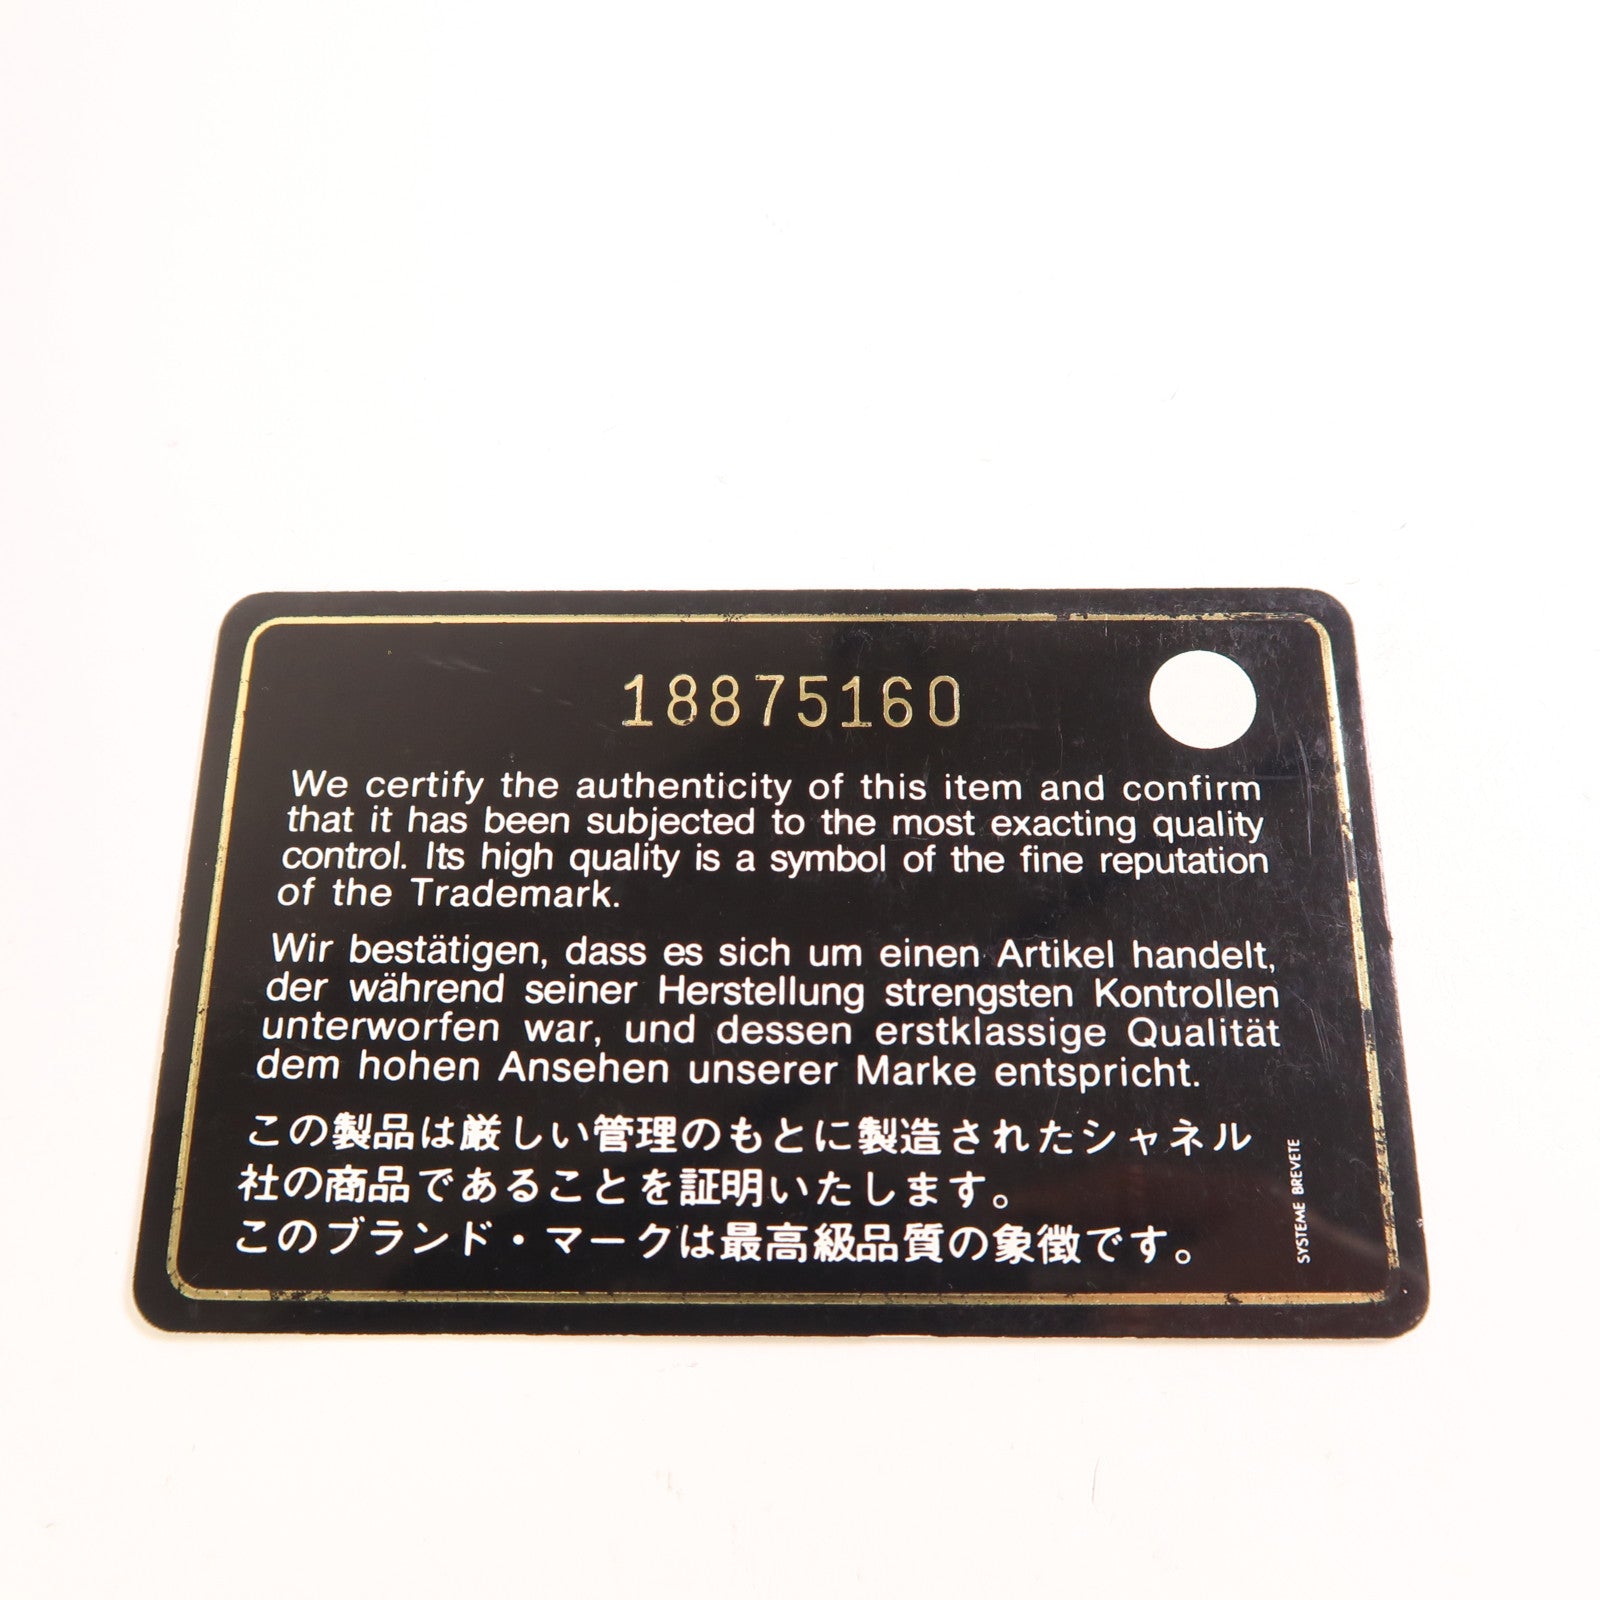 18875160
We certify the authenticity of this item and confirm
that it has been subjected to the most exacting quality
control. Its high quality is a symbol of the fine reputation
of the Trademark.
Wir bestätigen, dass es sich um einen Artikel handelt,
der während seiner Herstellung strengsten Kontrollen
unterworfen war, und dessen erstklassige Qualität
dem hohen Ansehen unserer Marke entspricht.
この製品は厳しい管理のもとに製造されたシャネル
社の商品であることを証明いたします。
このブランド・マークは最高級品質の象徴です。
SYSTEME BREVETE